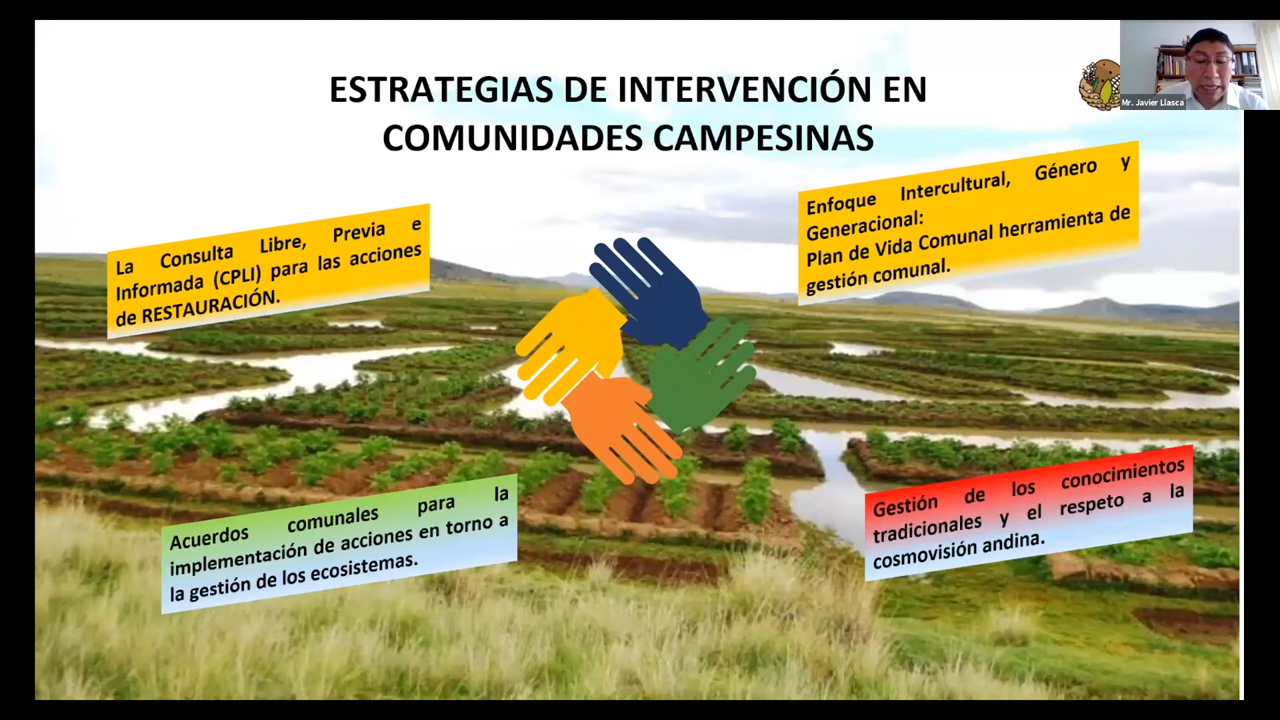 ESTRATEGIAS DE INTERVENCIÓN EN
COMUNIDADES CAMPESINAS
Mr. Javier Llasca
La Consulta Libre, Previa e
Informada (CPLI) para las acciones
de RESTAURACIÓN.
Enfoque Intercultural, Género y
Generacional:
Plan de Vida Comunal herramienta de
gestión comunal.
Acuerdos comunales para la
implementación de acciones en torno a
la gestión de los ecosistemas.
Gestión de los conocimientos
tradicionales y el respeto a la
cosmovisión andina.